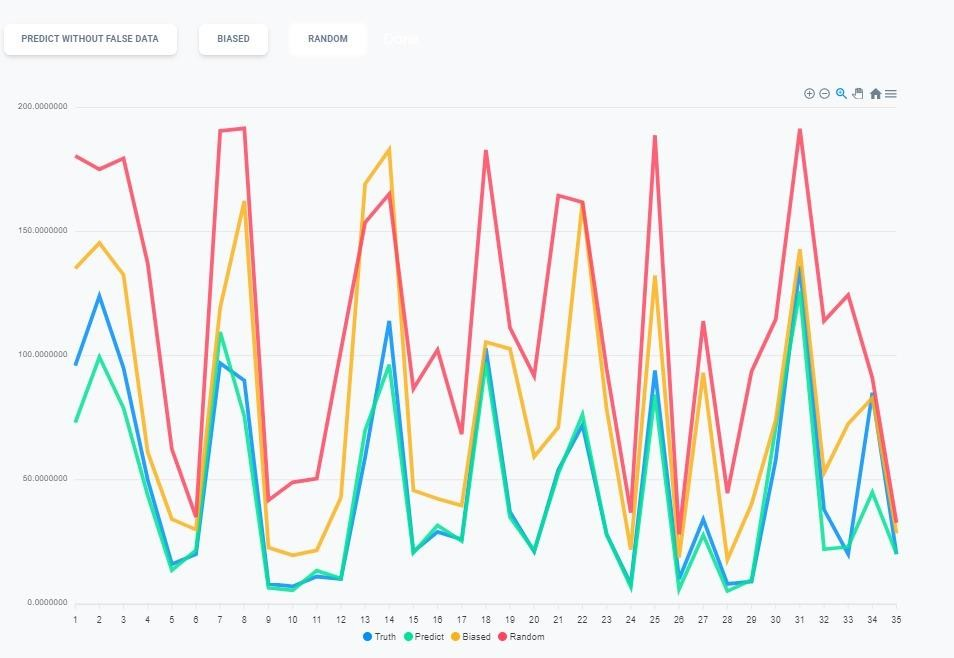 PREDICT WITHOUT FALSE DATA BIASED RANDOM Done
200.0000000
150.0000000
100.0000000
50.0000000
0.0000000
1 2 3 4 5 6 7 8 9 10 11 12 13 14 15 16 17 18 19 20 21 22 23 24 25 26 27 28 29 30 31 32 33 34 35
Truth Predict Biased Random